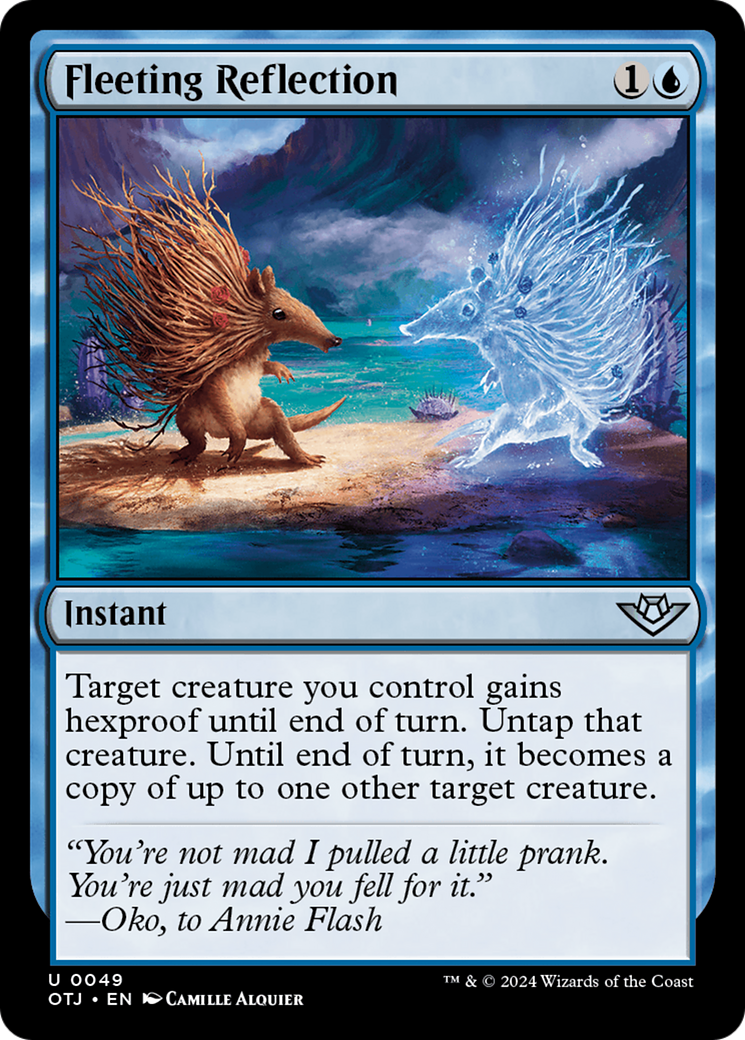 Fleeting Reflection 1
Instant
Target creature you control gains
hexproof until end of turn. Untap that
creature. Until end of turn, it becomes a
copy of up to one other target creature.
“You’re not mad I pulled a little prank.
You’re just mad you fell for it.”
—Oko, to Annie Flash
U 0049 ™ & © 2024 Wizards of the Coast
OTJ • EN Camille Alquier